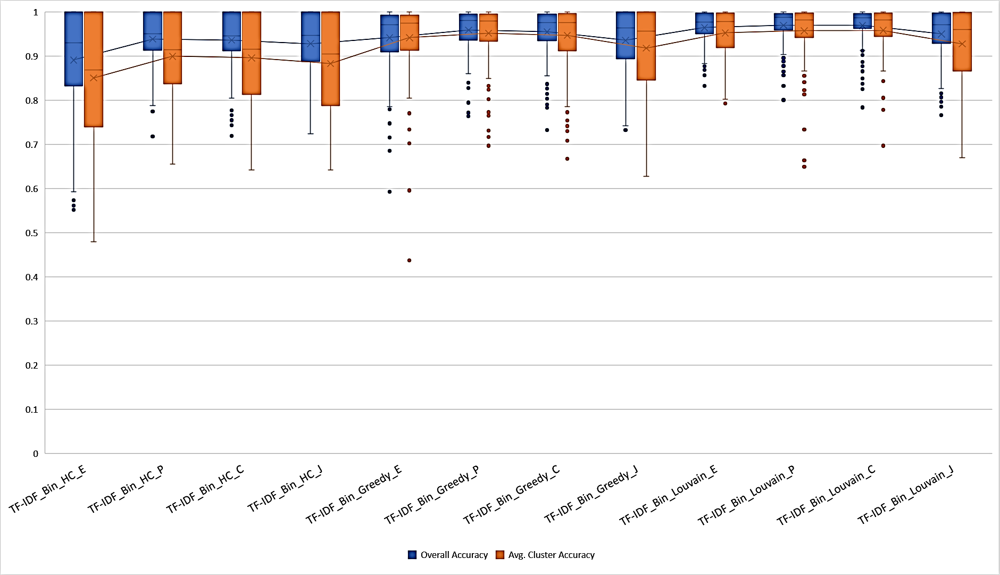 1
0.9
0.8
0.7
0.6
0.5
0.4
0.3
0.2
0.1
0
TF-IDF_Bin_HC_E
TF-IDF_Bin_HC_P
TF-IDF_Bin_HC_C
TF-IDF_Bin_HC_J
TF-IDF_Bin_Greedy_E
TF-IDF_Bin_Greedy_P
TF-IDF_Bin_Greedy_C
TF-IDF_Bin_Greedy_J
TF-IDF_Bin_Louvain_E
TF-IDF_Bin_Louvain_P
TF-IDF_Bin_Louvain_C
TF-IDF_Bin_Louvain_J
Overall Accuracy
Avg. Cluster Accuracy